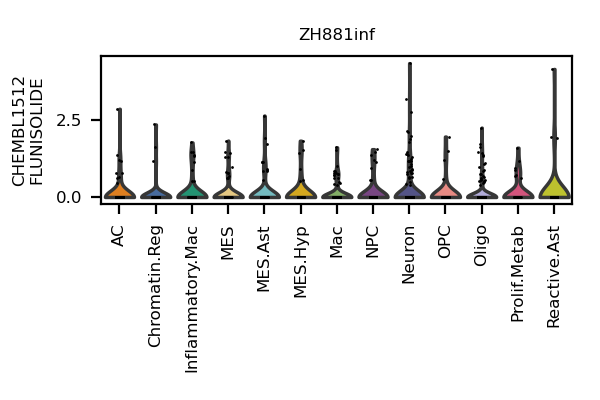 ZH881inf
CHEMBL1512
FLUNISOLIDE
2.5
0.0
AC
Chromatin.Reg
Inflammatory.Mac
MES
MES.Ast
MES.Hyp
Mac
NPC
Neuron
OPC
Oligo
Prolif.Metab
Reactive.Ast